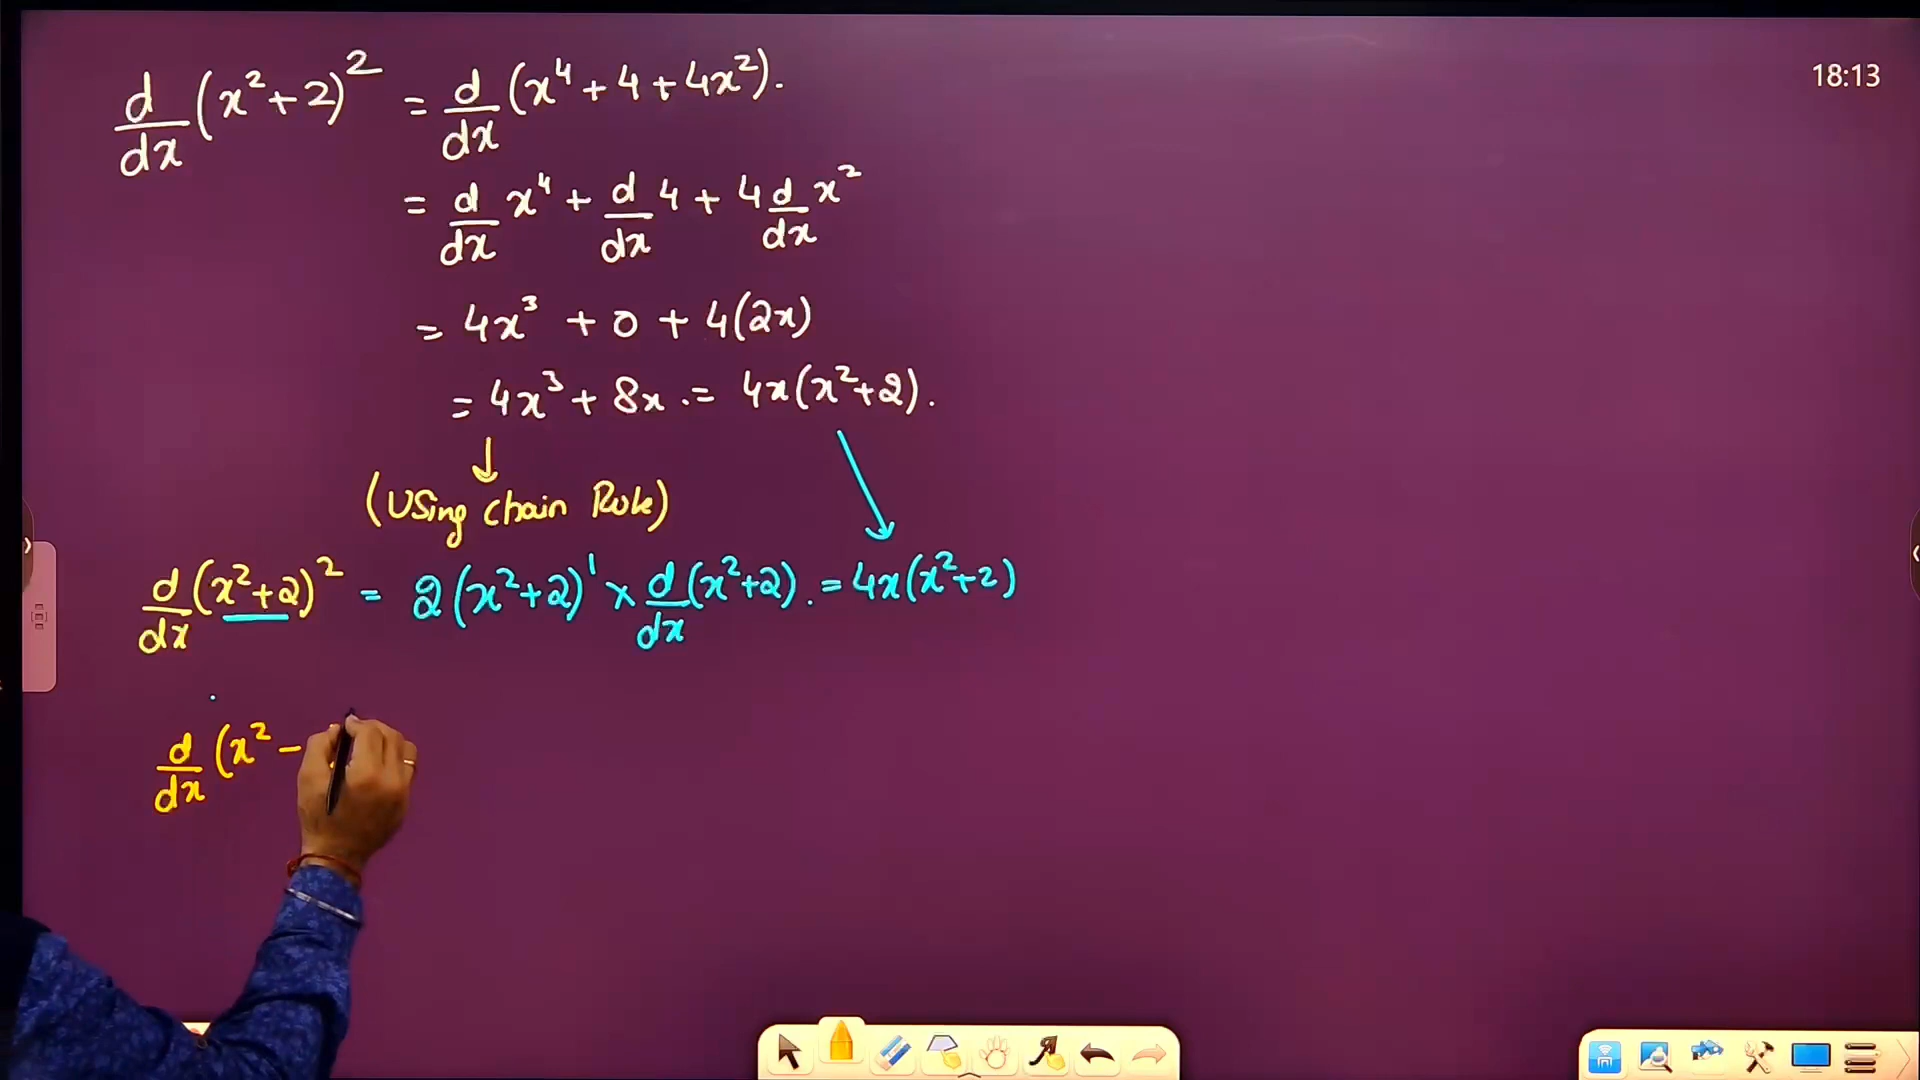 18:13
d/dx (x²+2)² = d/dx (x⁴ + 4 + 4x²).
= d/dx x⁴ + d/dx 4 + 4 d/dx x²
= 4x³ + 0 + 4(2x)
= 4x³ + 8x . = 4x(x²+2).
(Using chain Rule)
d/dx (x²+2)² = 2(x²+2)¹ × d/dx (x²+2) . = 4x(x²+2)
d/dx (x² −